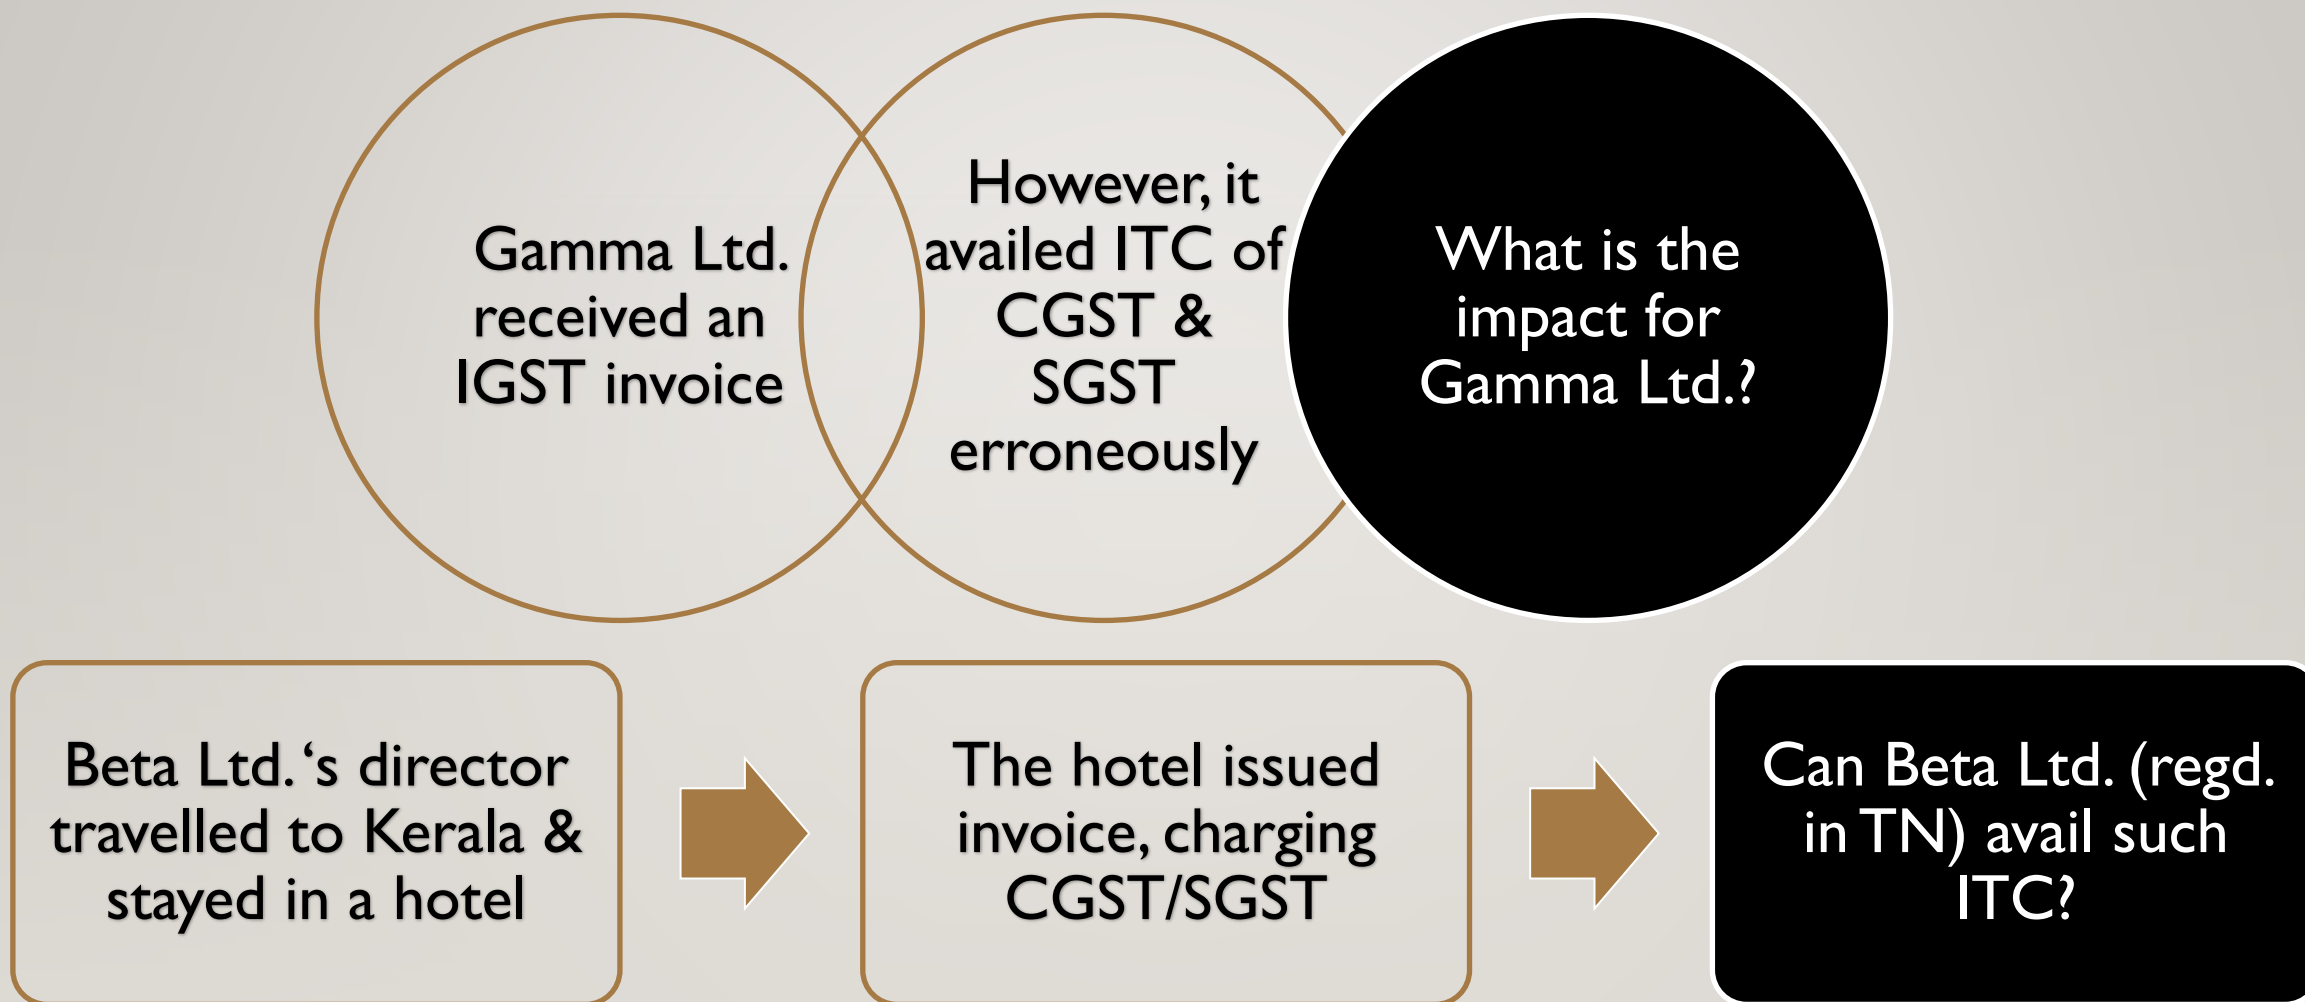 Gamma Ltd.
received an
IGST invoice
However, it
availed ITC of
CGST &
SGST
erroneously
What is the
impact for
Gamma Ltd.?
Beta Ltd. ‘s director
travelled to Kerala &
stayed in a hotel
The hotel issued
invoice, charging
CGST/SGST
Can Beta Ltd. (regd.
in TN) avail such
ITC?